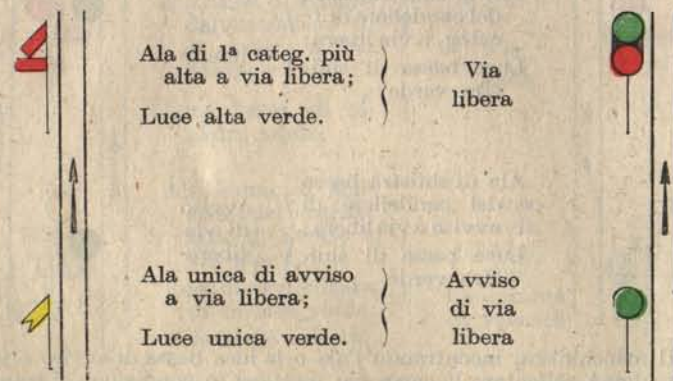 Ala di 1ª categ. più
alta a via libera;
Luce alta verde.
Via
libera
Ala unica di avviso
a via libera;
Luce unica verde.
Avviso
di via
libera